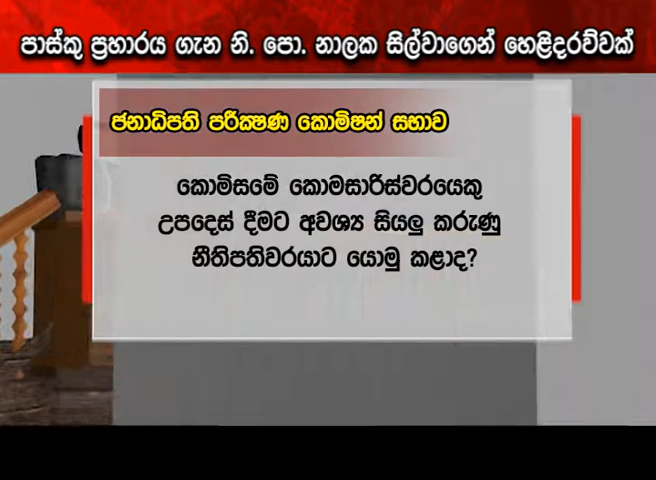 පාස්කු ප්‍රහාරය ගැන නි. පො. නාලක සිල්වාගෙන් හෙළිදරව්වක්
ජනාධිපති පරීක්‍ෂණ කොමිෂන් සභාව
කොමිසමේ කොමසාරිස්වරයෙකු
උපදෙස් දීමට අවශ්‍ය සියලු කරුණු
නීතිපතිවරයාට යොමු කළාද?